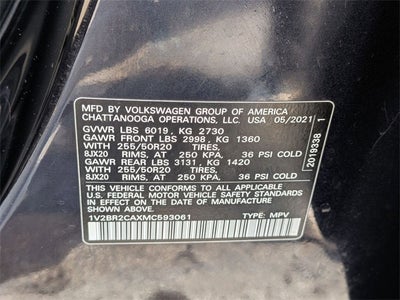 MFD BY VOLKSWAGEN GROUP OF AMERICA
CHATTANOOGA OPERATIONS, LLC. USA 05/2021
GVWR LBS 6019, KG 2730
GAWR FRONT LBS 2998, KG 1360
WITH 255/50R20 TIRES,
8JX20 RIMS, AT 250 KPA, 36 PSI COLD
GAWR REAR LBS 3131, KG 1420
WITH 255/50R20 TIRES,
8JX20 RIMS, AT 250 KPA, 36 PSI COLD
THIS VEHICLE CONFORMS TO ALL APPLICABLE
U.S. FEDERAL MOTOR VEHICLE SAFETY STANDARDS
IN EFFECT ON THE DATE OF MANUFACTURE
SHOWN ABOVE.
1V2BR2CAXMC593061 TYPE: MPV
2019338 1